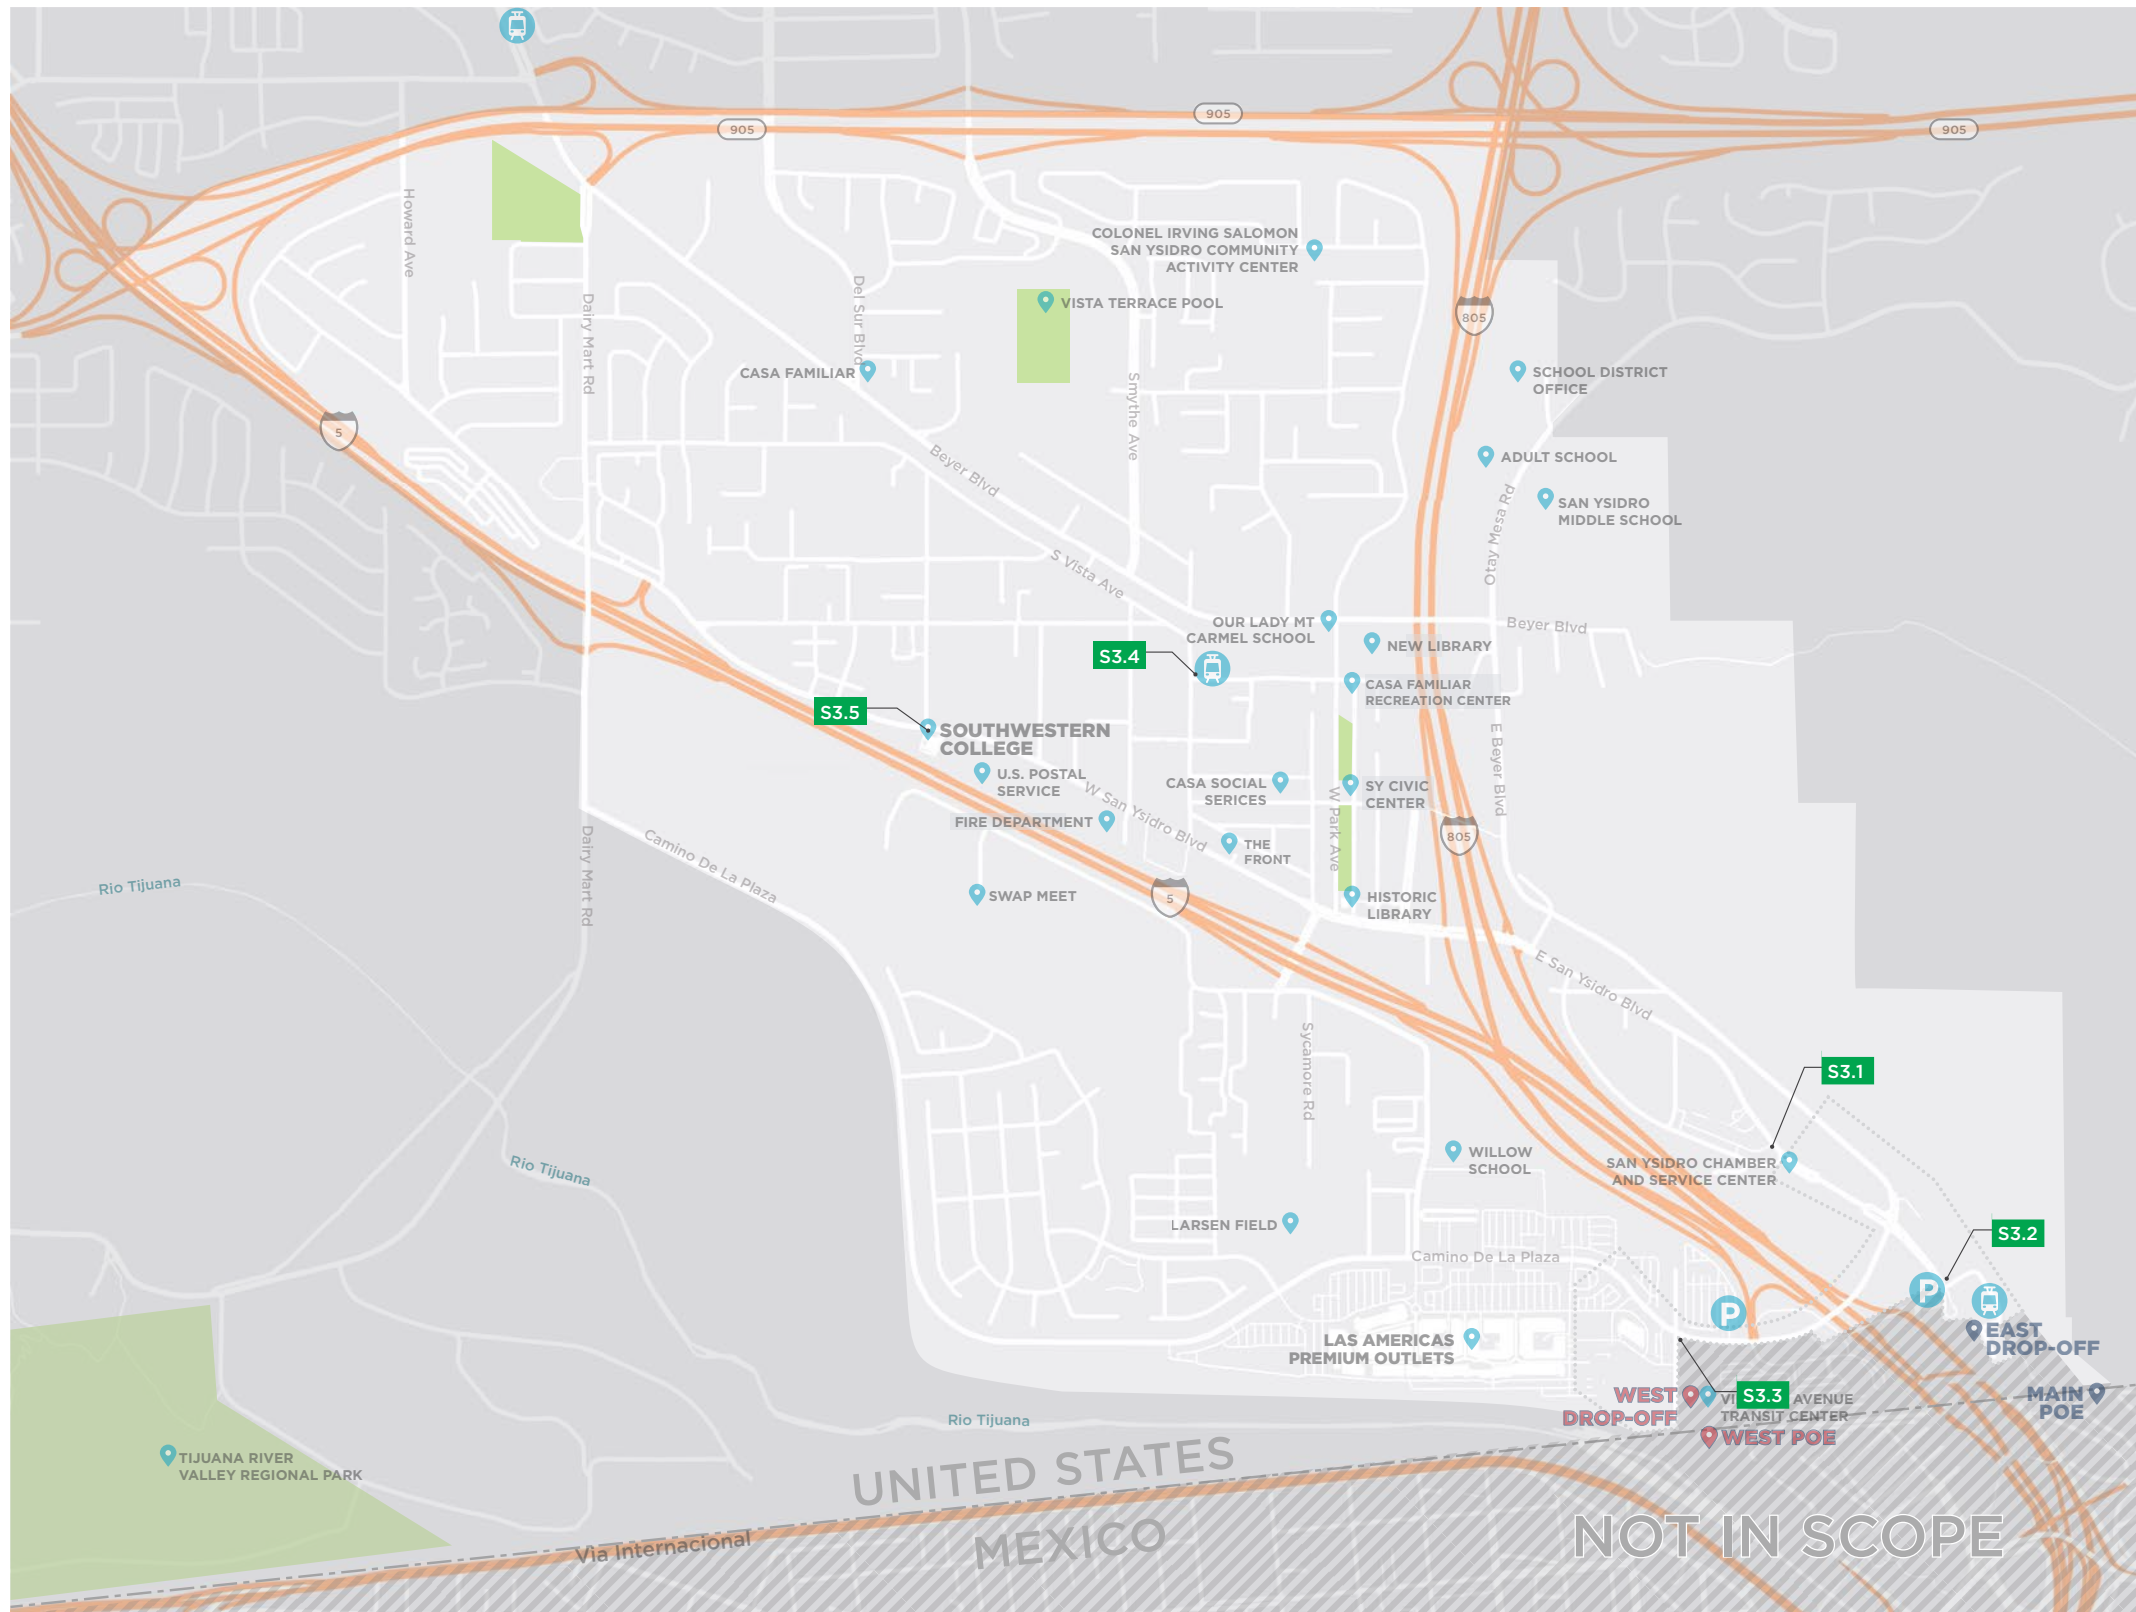 905
905
905
Howard Ave
COLONEL IRVING SALOMON
SAN YSIDRO COMMUNITY
ACTIVITY CENTER
Del Sur Blvd
Dairy Mart Rd
VISTA TERRACE POOL
805
CASA FAMILIAR
Smythe Ave
SCHOOL DISTRICT
OFFICE
5
Beyer Blvd
ADULT SCHOOL
Otay Mesa Rd
SAN YSIDRO
MIDDLE SCHOOL
S Vista Ave
OUR LADY MT
CARMEL SCHOOL
Beyer Blvd
NEW LIBRARY
S3.4
CASA FAMILIAR
RECREATION CENTER
S3.5
SOUTHWESTERN
COLLEGE
E Beyer Blvd
U.S. POSTAL
SERVICE
W San Ysidro Blvd
CASA SOCIAL
SERICES
W Park Ave
SY CIVIC
CENTER
FIRE DEPARTMENT
805
THE
FRONT
Camino De La Plaza
Dairy Mart Rd
Rio Tijuana
SWAP MEET
5
HISTORIC
LIBRARY
E San Ysidro Blvd
Sycamore Rd
S3.1
Rio Tijuana
WILLOW
SCHOOL
SAN YSIDRO CHAMBER
AND SERVICE CENTER
LARSEN FIELD
S3.2
Camino De La Plaza
P
P
LAS AMERICAS
PREMIUM OUTLETS
EAST
DROP-OFF
WEST
DROP-OFF
S3.3
AVENUE
TRANSIT CENTER
MAIN
POE
WEST POE
Rio Tijuana
TIJUANA RIVER
VALLEY REGIONAL PARK
UNITED STATES
MEXICO
Via Internacional
NOT IN SCOPE